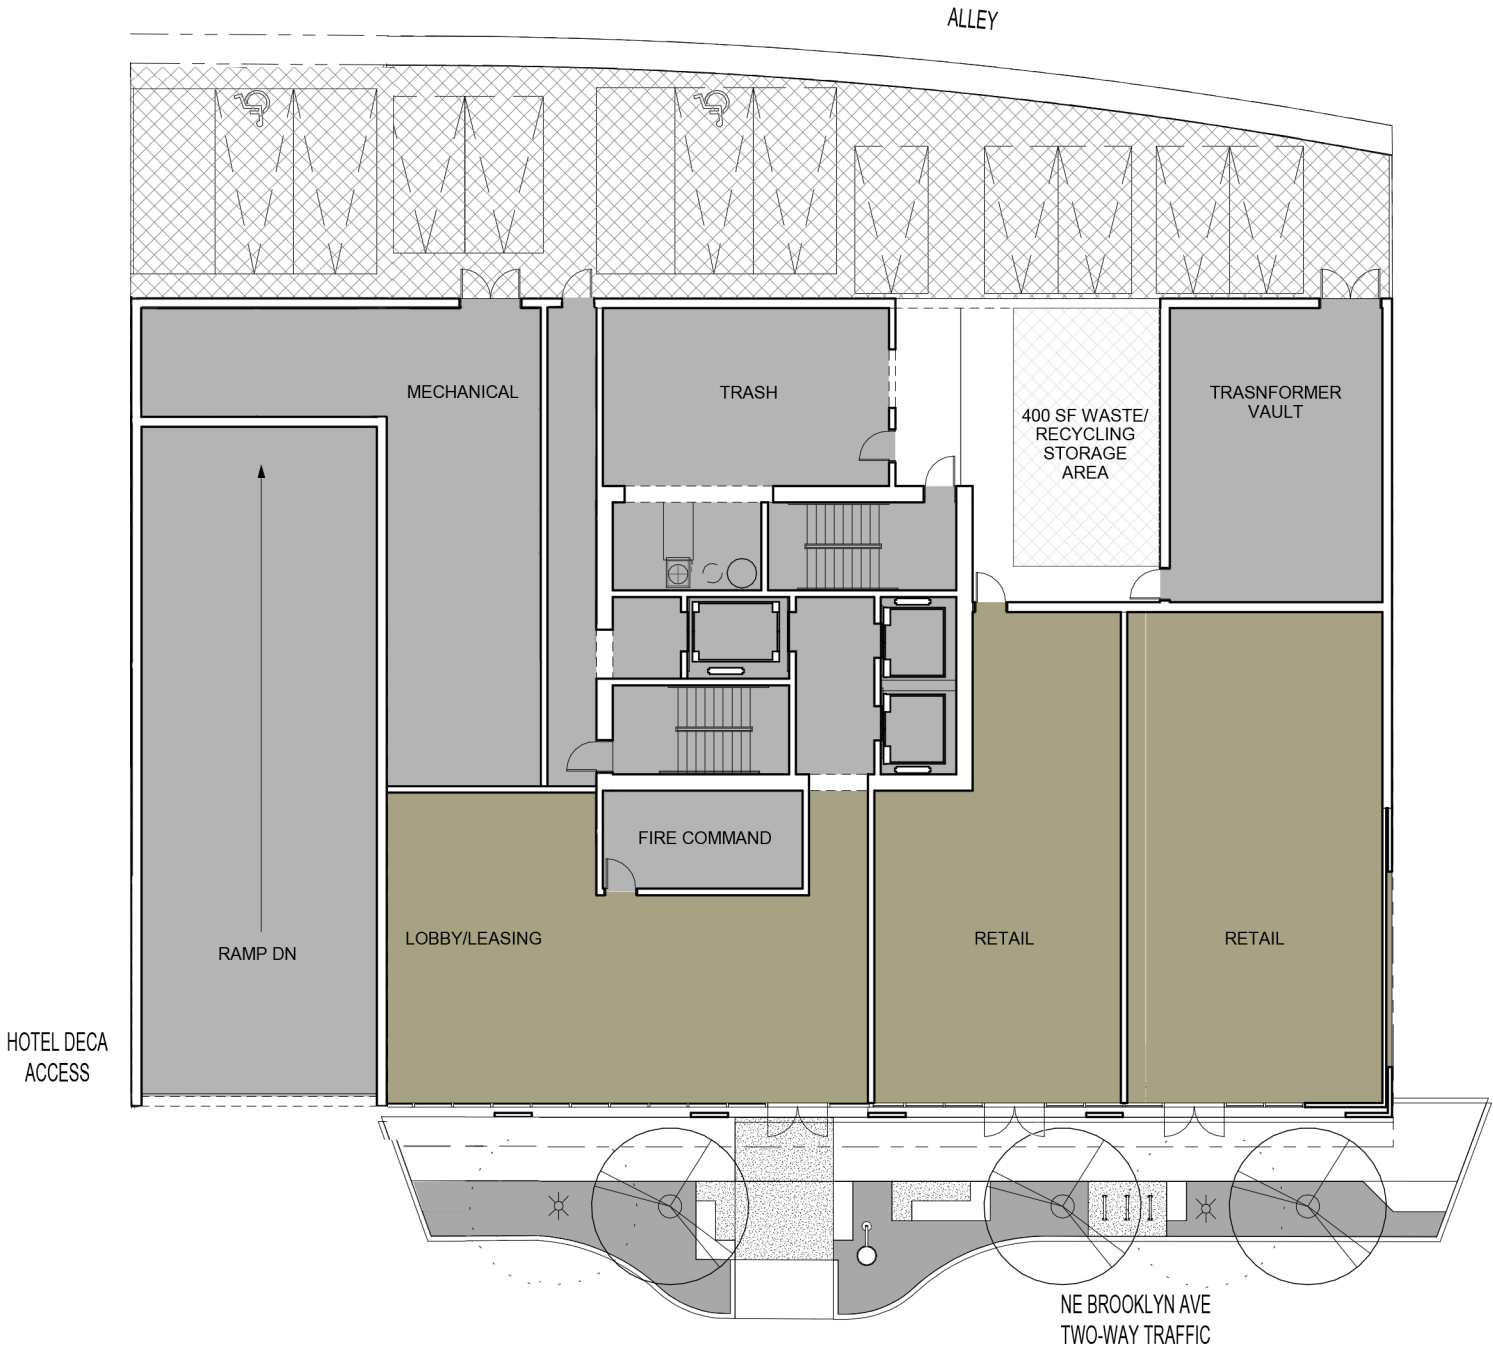 ALLEY
MECHANICAL
TRASH
TRASNFORMER
VAULT
400 SF WASTE/
RECYCLING
STORAGE
AREA
FIRE COMMAND
LOBBY/LEASING
RETAIL
RETAIL
RAMP DN
HOTEL DECA
ACCESS
NE BROOKLYN AVE
TWO-WAY TRAFFIC